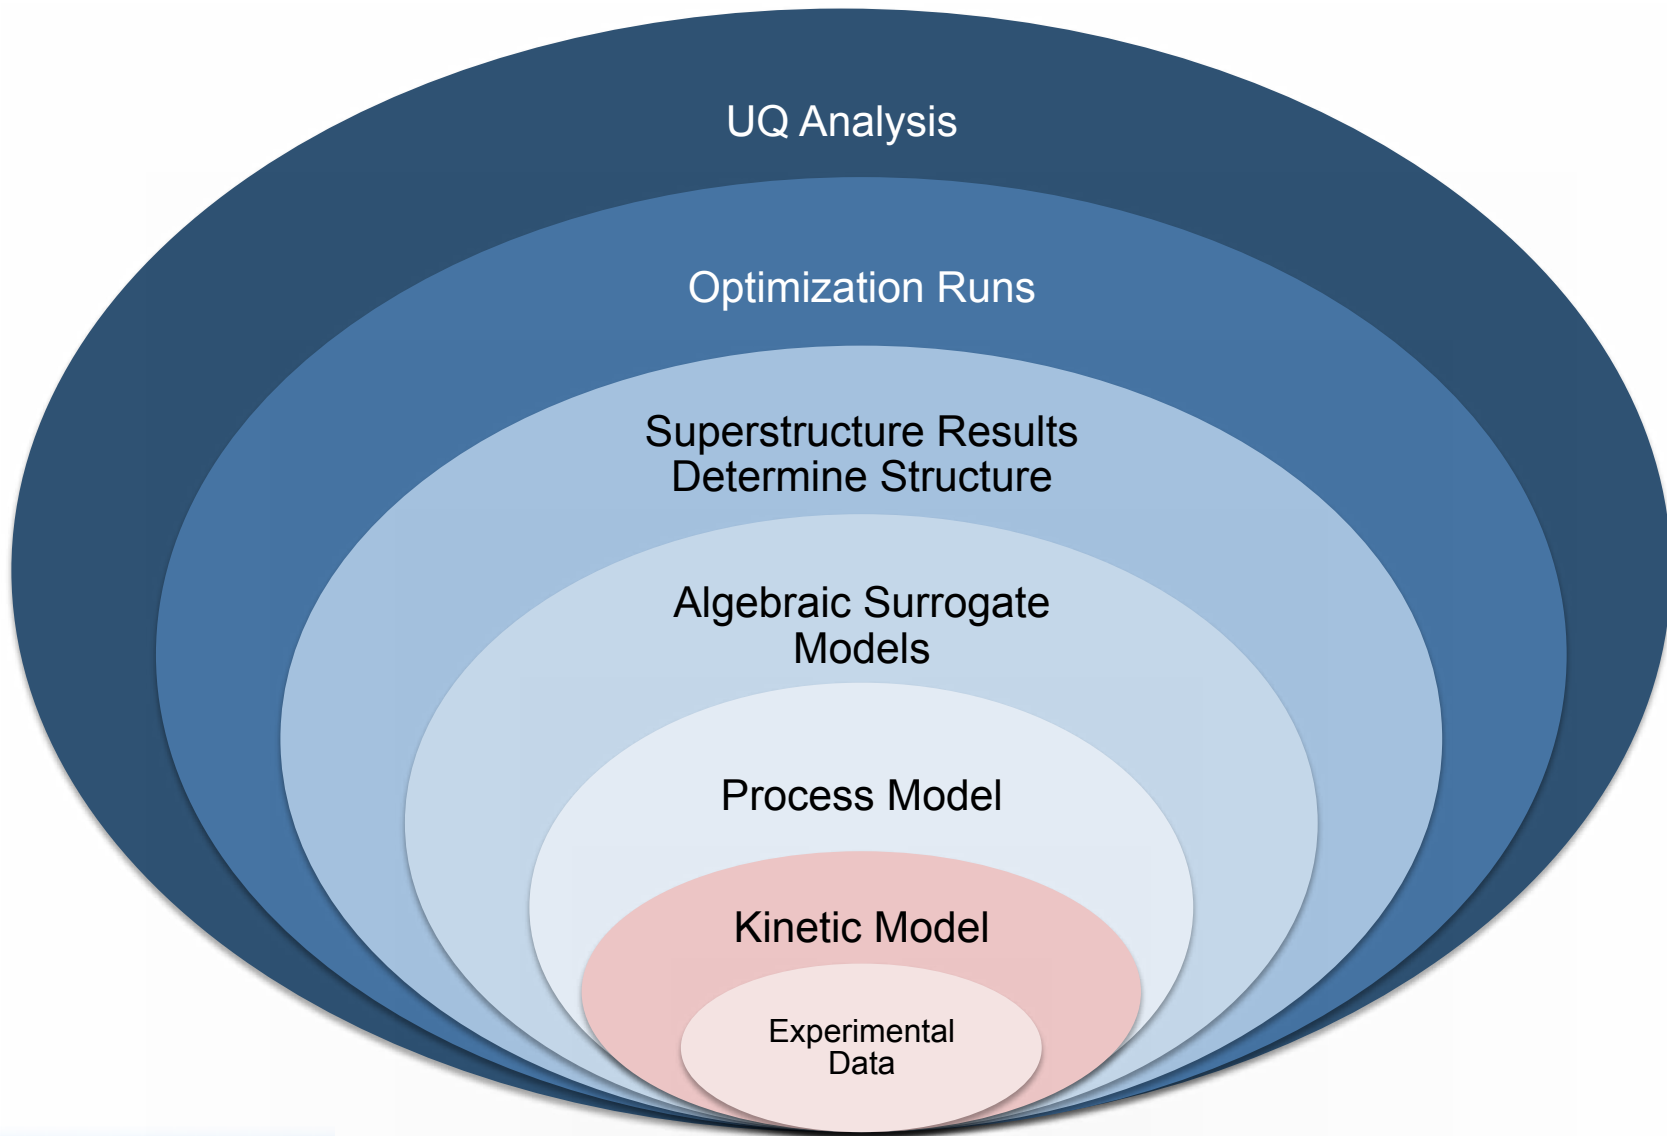 UQ Analysis
Optimization Runs
Superstructure Results
Determine Structure
Algebraic Surrogate
Models
Process Model
Kinetic Model
Experimental
Data